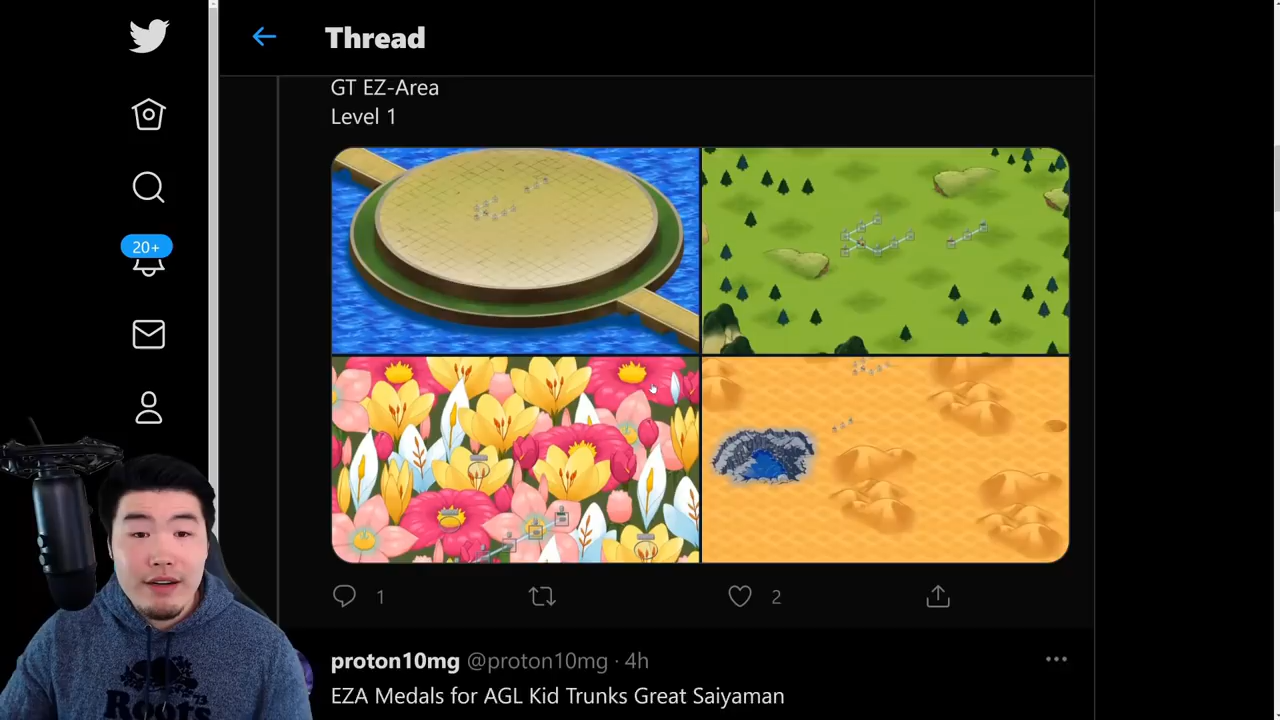 Thread
GT EZ-Area
Level 1
20+
1
2
proton10mg @proton10mg · 4h
EZA Medals for AGL Kid Trunks Great Saiyaman
Roots
73